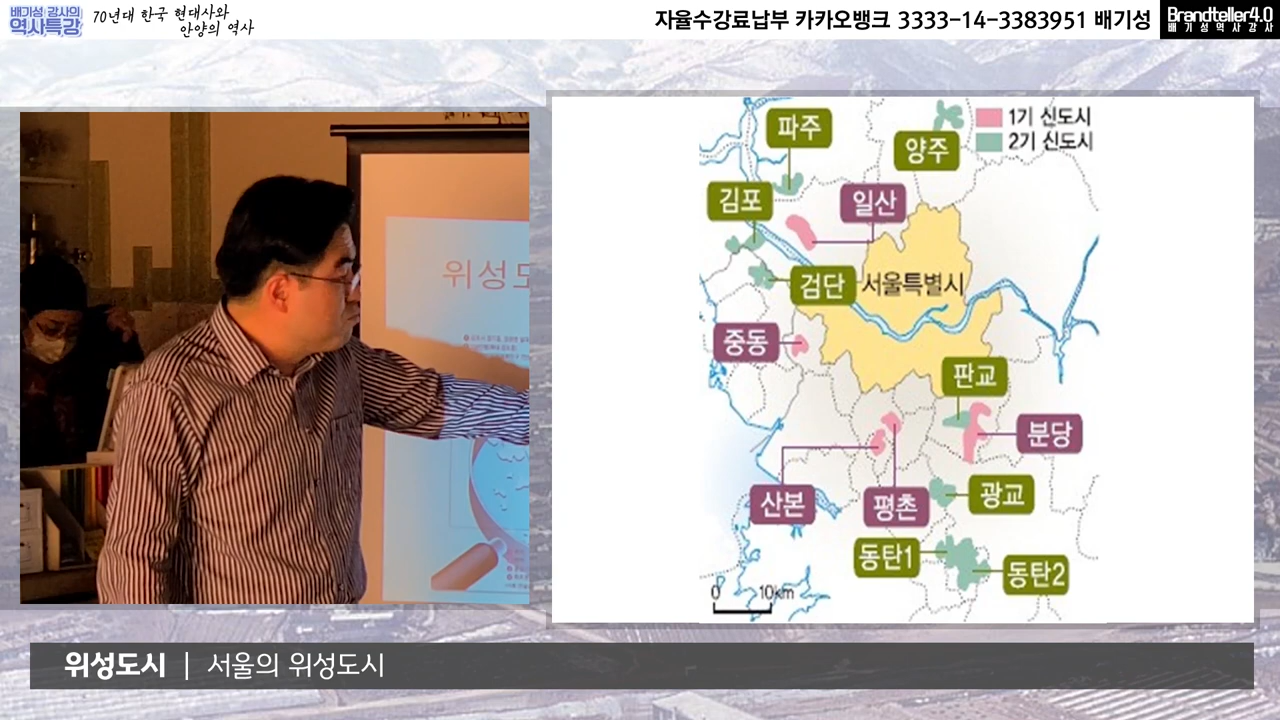 배기성 강사의
역사특강
70년대 한국 현대사와
안양의 역사
자율수강료납부 카카오뱅크 3333-14-3383951 배기성
Brandteller4.0
배기성역사강사
위성도
파주
양주
1기 신도시
2기 신도시
김포
일산
검단
서울특별시
중동
판교
분당
산본
평촌
광교
동탄1
동탄2
0 10km
위성도시 | 서울의 위성도시